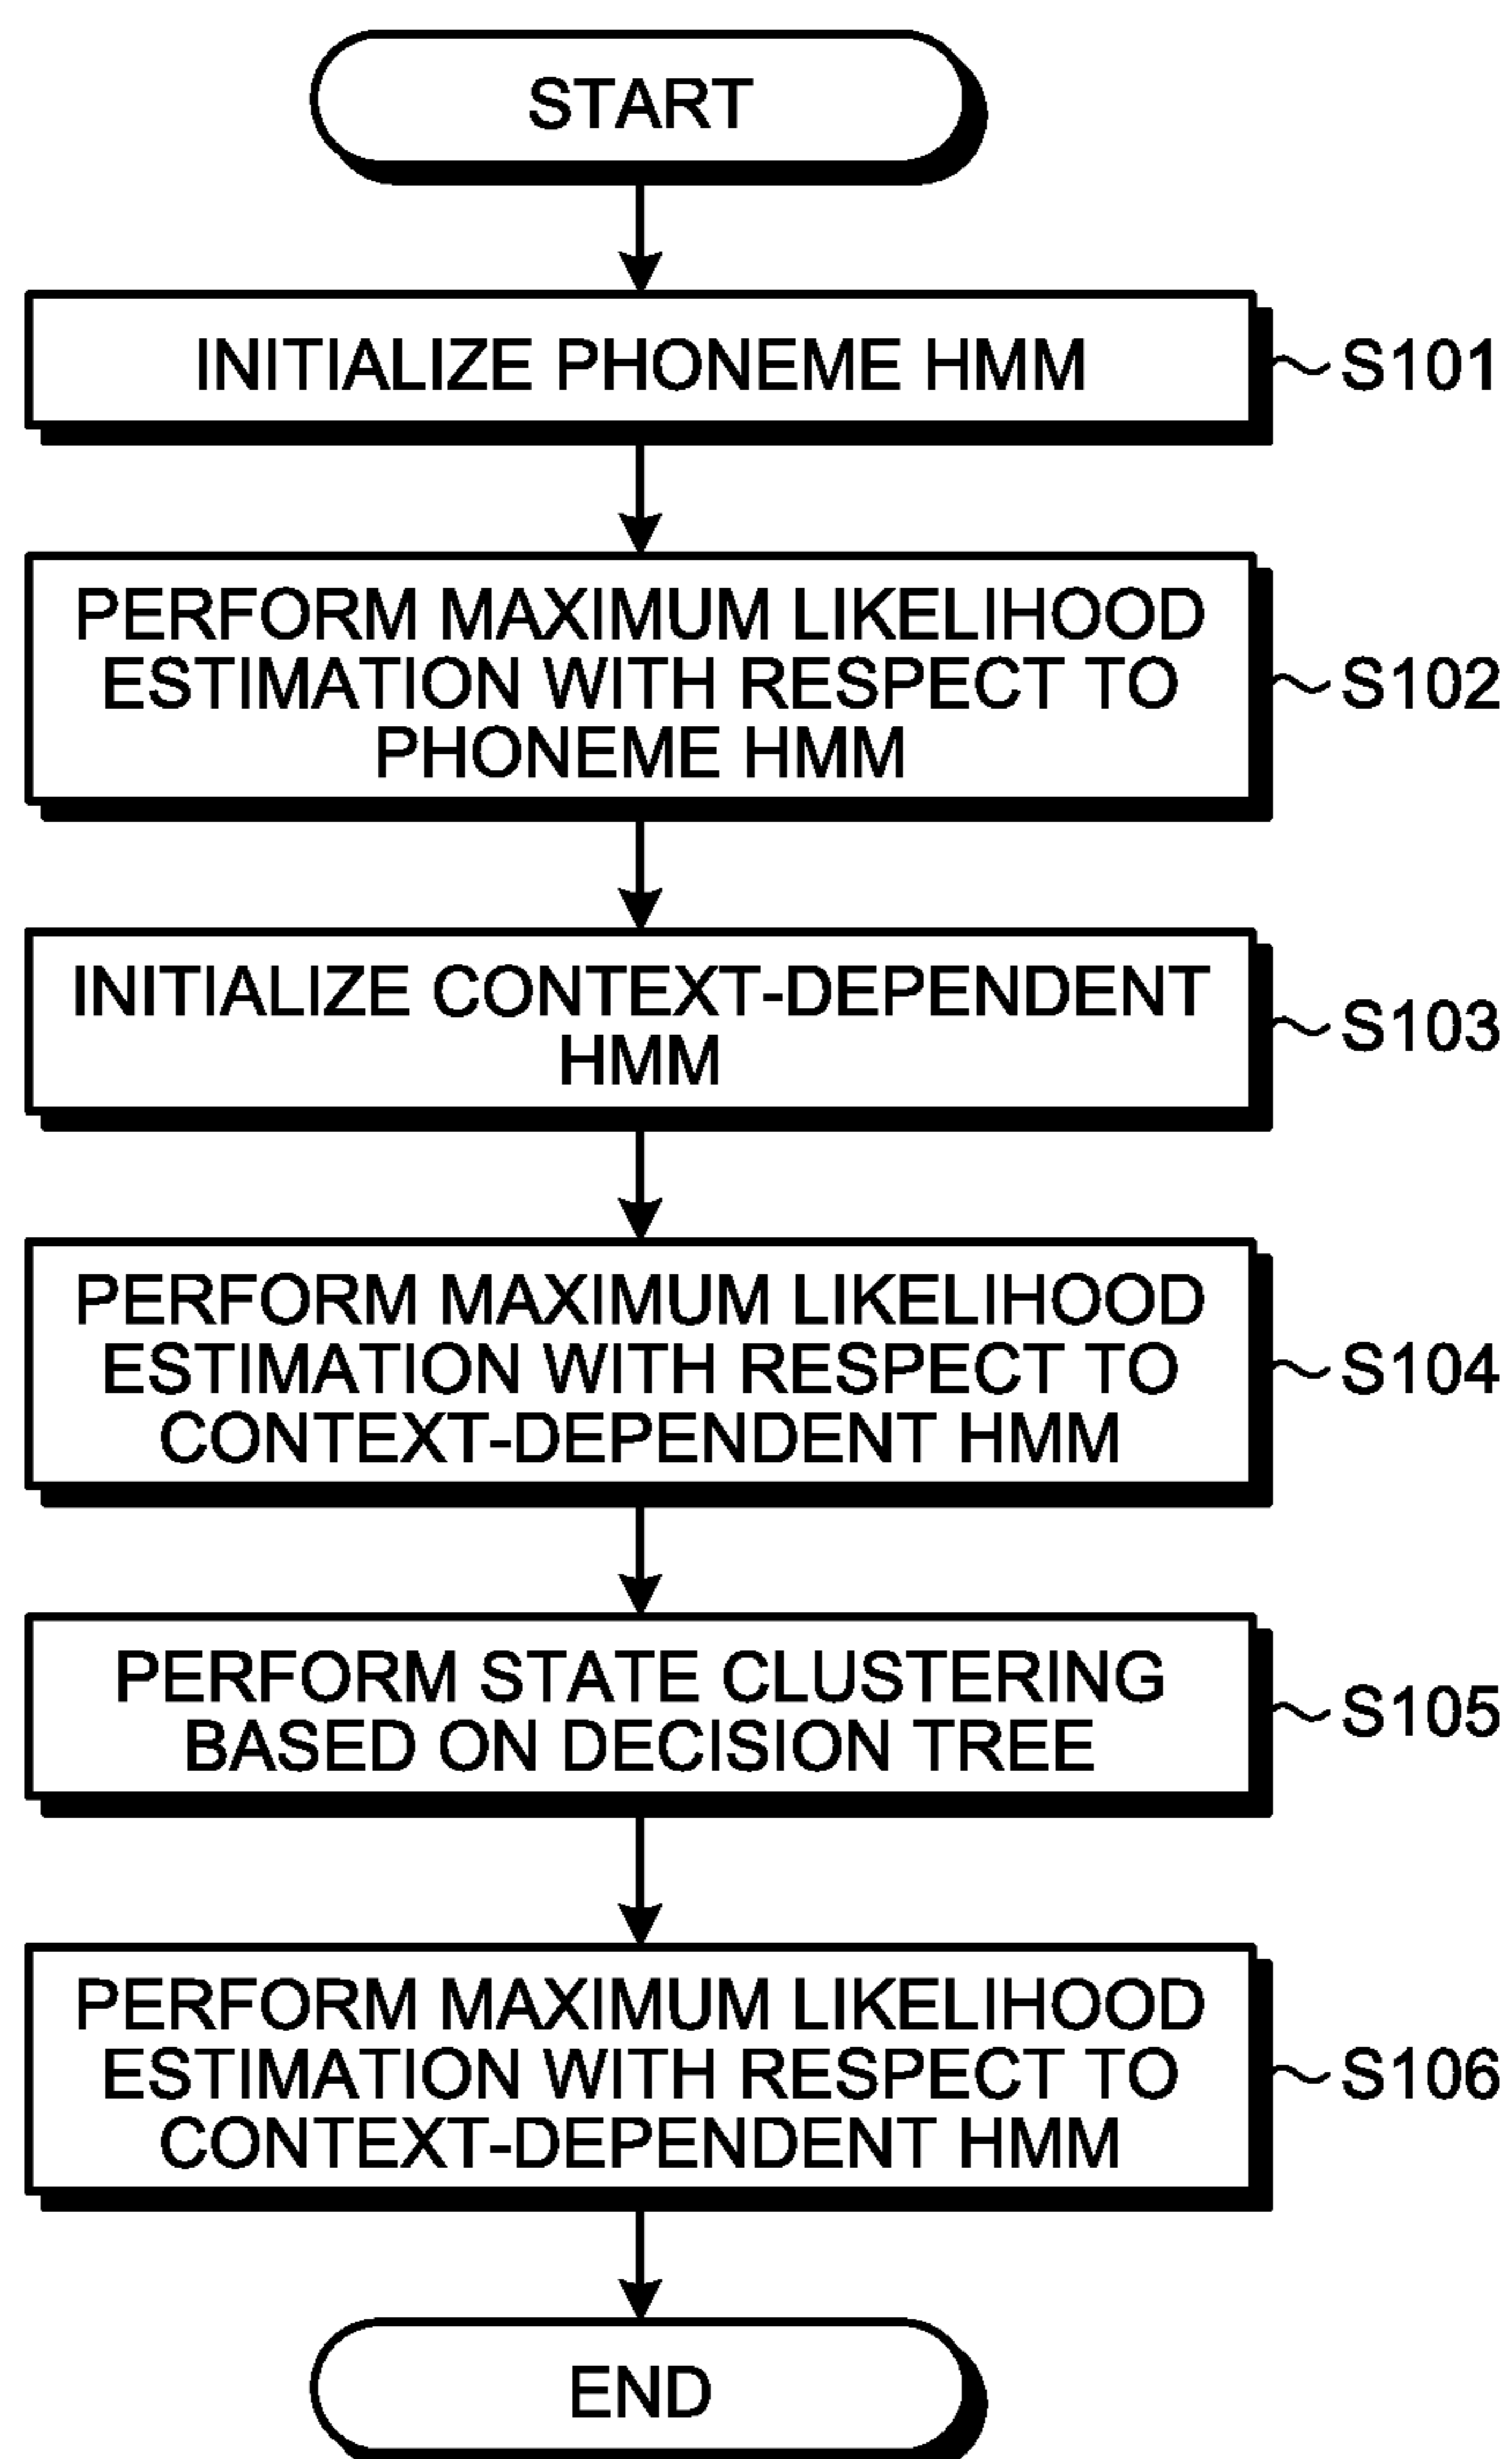 START
INITIALIZE PHONEME HMM
S101
PERFORM MAXIMUM LIKELIHOOD
ESTIMATION WITH RESPECT TO
PHONEME HMM
S102
INITIALIZE CONTEXT-DEPENDENT
HMM
S103
PERFORM MAXIMUM LIKELIHOOD
ESTIMATION WITH RESPECT TO
CONTEXT-DEPENDENT HMM
S104
PERFORM STATE CLUSTERING
BASED ON DECISION TREE
S105
PERFORM MAXIMUM LIKELIHOOD
ESTIMATION WITH RESPECT TO
CONTEXT-DEPENDENT HMM
S106
END